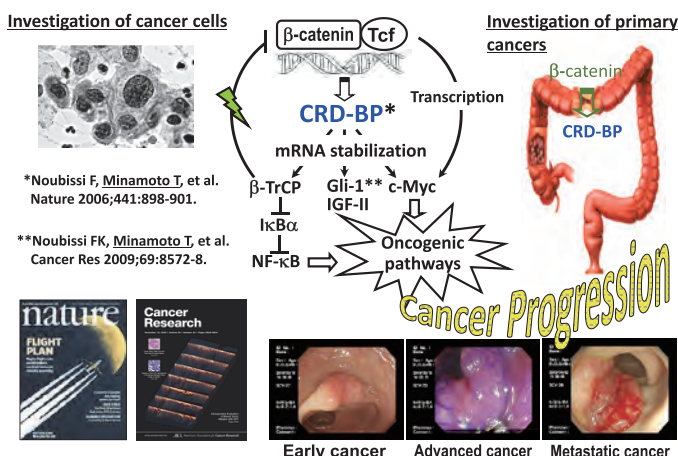 Investigation of cancer cells
β-catenin Tcf
Investigation of primary
cancers
β-catenin
CRD-BP
Transcription
CRD-BP*
mRNA stabilization
*Noubissi F, Minamoto T, et al.
Nature 2006;441:898-901.
β-TrCP
Gli-1** c-Myc
IGF-II
IκBα
**Noubissi FK, Minamoto T, et al.
Cancer Res 2009;69:8572-8.
NF-κB
Oncogenic
pathways
Cancer Progression
nature
FLIGHT
PLAN
Cancer
Research
Early cancer
Advanced cancer
Metastatic cancer